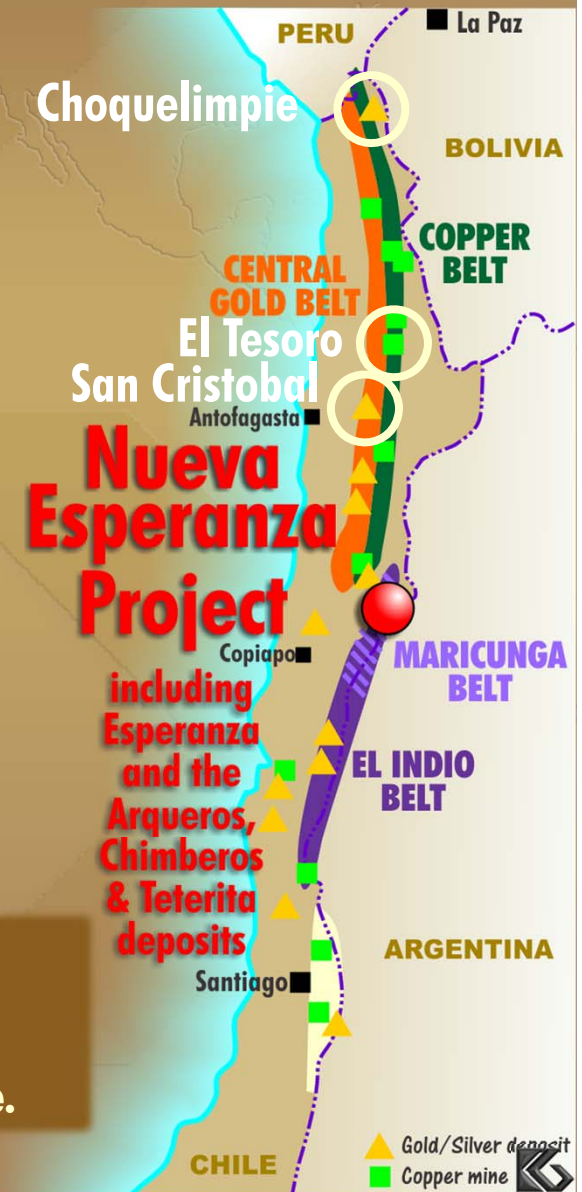 PERU
La Paz
Choquelimpie
BOLIVIA
COPPER
BELT
CENTRAL
GOLD BELT
El Tesoro
San Cristobal
Antofagasta
Nueva
Esperanza
Project
Copiapo
including
Esperanza
and the
Arqueros,
Chimberos
& Teterita
deposits
MARICUNGA
BELT
EL INDIO
BELT
ARGENTINA
Santiago
CHILE
Gold/Silver deposit
Copper mine